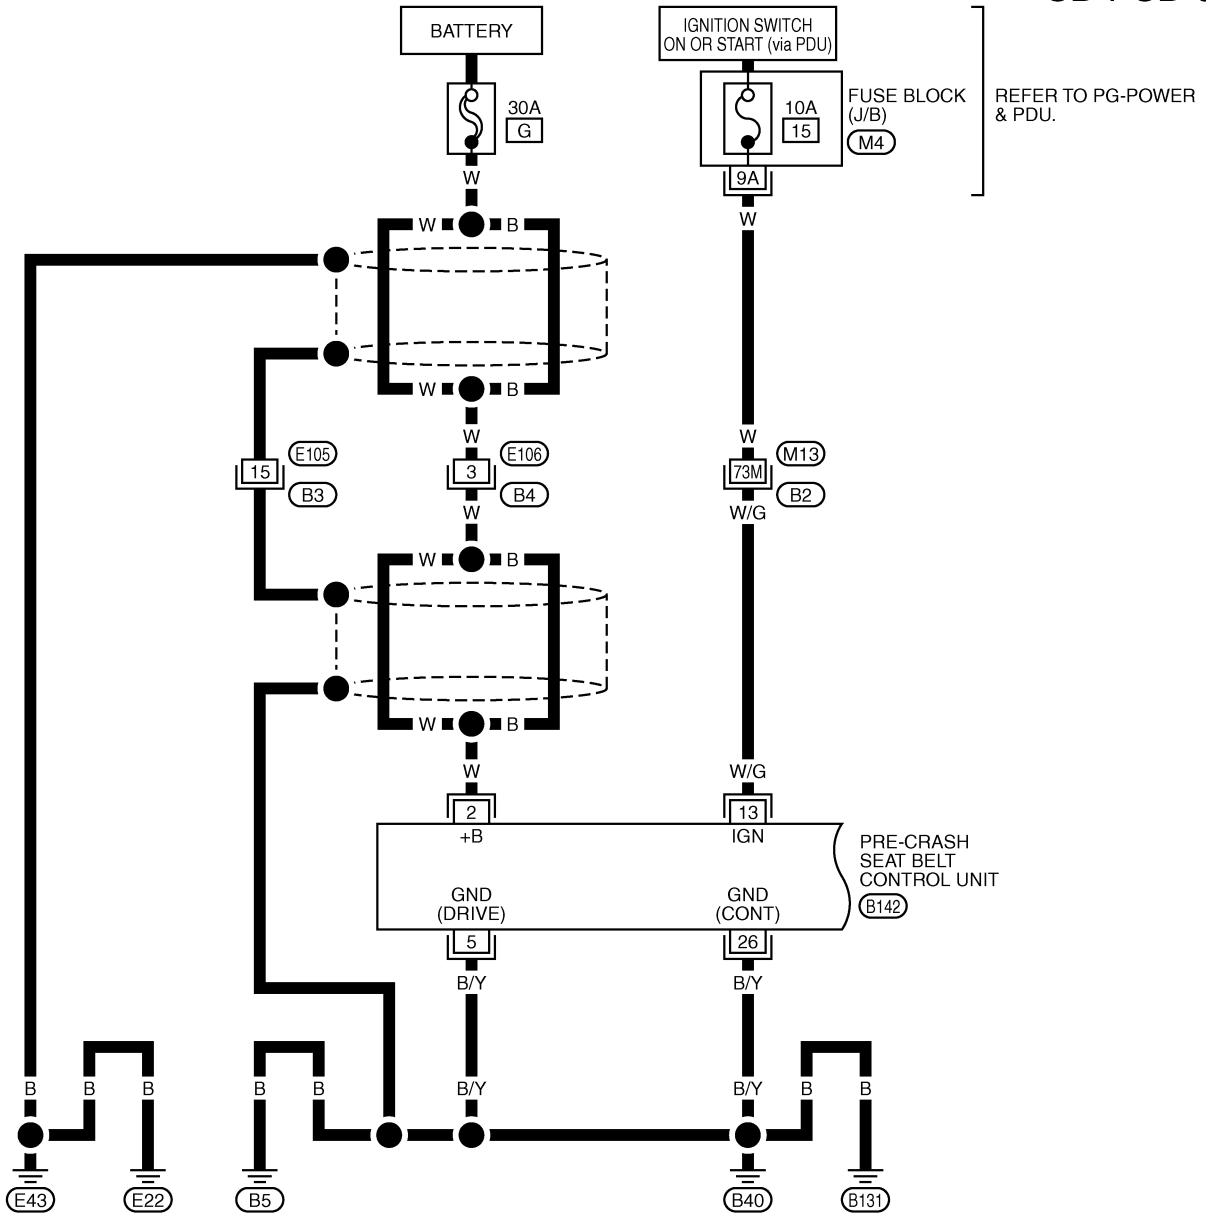 BATTERY
IGNITION SWITCH
ON OR START (via PDU)
30A
G
10A
15
FUSE BLOCK
(J/B)
M4
REFER TO PG-POWER
& PDU.
W
9A
W
W B
W B
W
W
15
E105
B3
3
E106
B4
73M
M13
B2
W
W/G
W B
W B
W
W/G
2
13
+B
IGN
PRE-CRASH
SEAT BELT
CONTROL UNIT
B142
GND
(DRIVE)
GND
(CONT)
5
26
B/Y
B/Y
B B B B B B/Y B/Y B B
E43
E22
B5
B40
B131